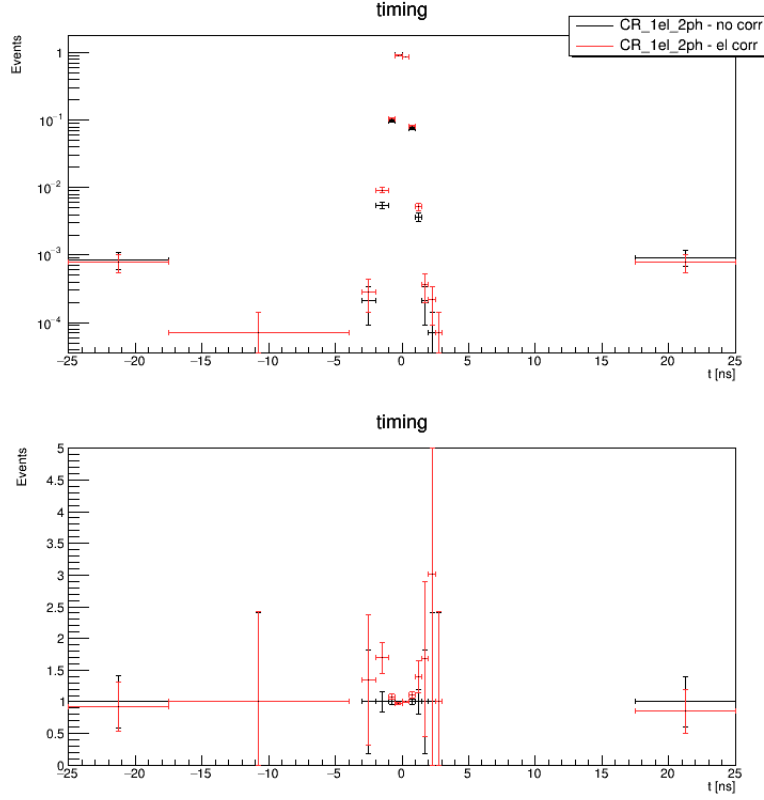 timing
CR_1el_2ph - no corr
CR_1el_2ph - el corr
Events
1
10⁻¹
10⁻²
10⁻³
10⁻⁴
−25 −20 −15 −10 −5 0 5 10 15 20 25
t [ns]
timing
Events
5
4.5
4
3.5
3
2.5
2
1.5
1
0.5
0
−25 −20 −15 −10 −5 0 5 10 15 20 25
t [ns]